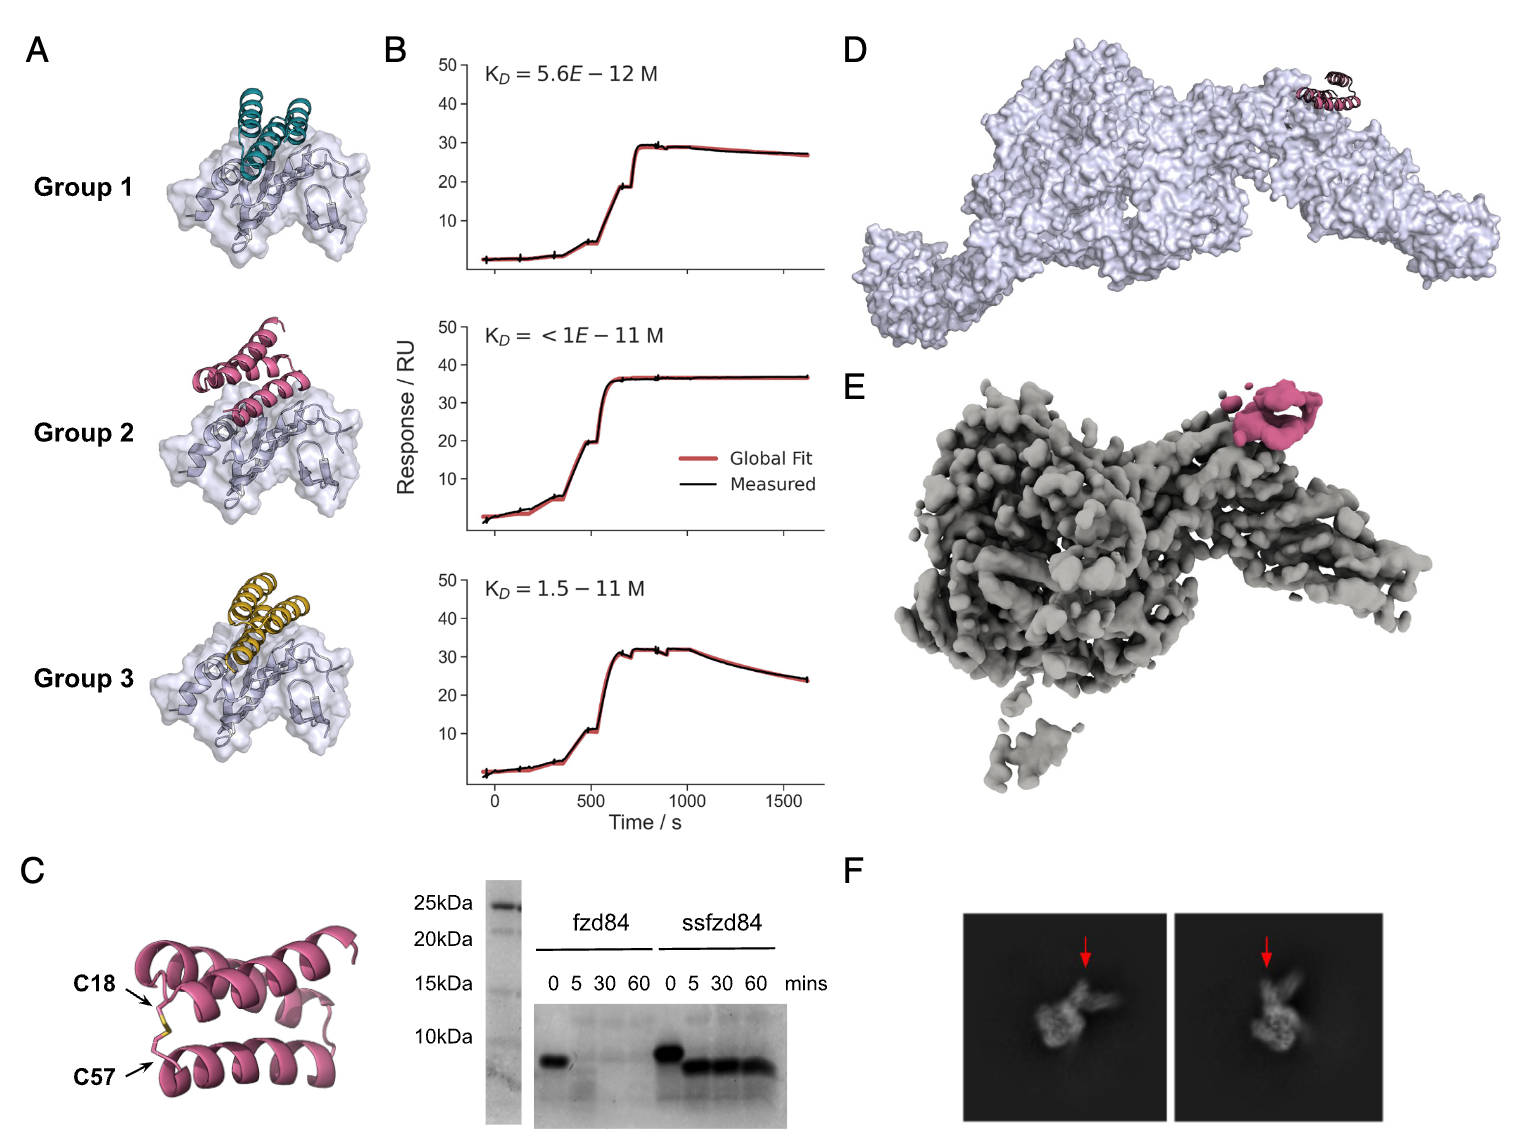 A
Group 1
Group 2
Group 3
B
K_D = 5.6E − 12 M
50
40
30
20
10
K_D = < 1E − 11 M
50
40
30
20
10
Response / RU
Global Fit
Measured
K_D = 1.5 − 11 M
50
40
30
20
10
0 500 1000 1500
Time / s
C
C18
C57
25kDa
20kDa
15kDa
10kDa
fzd84 ssfzd84
0 5 30 60 0 5 30 60 mins
D
E
F